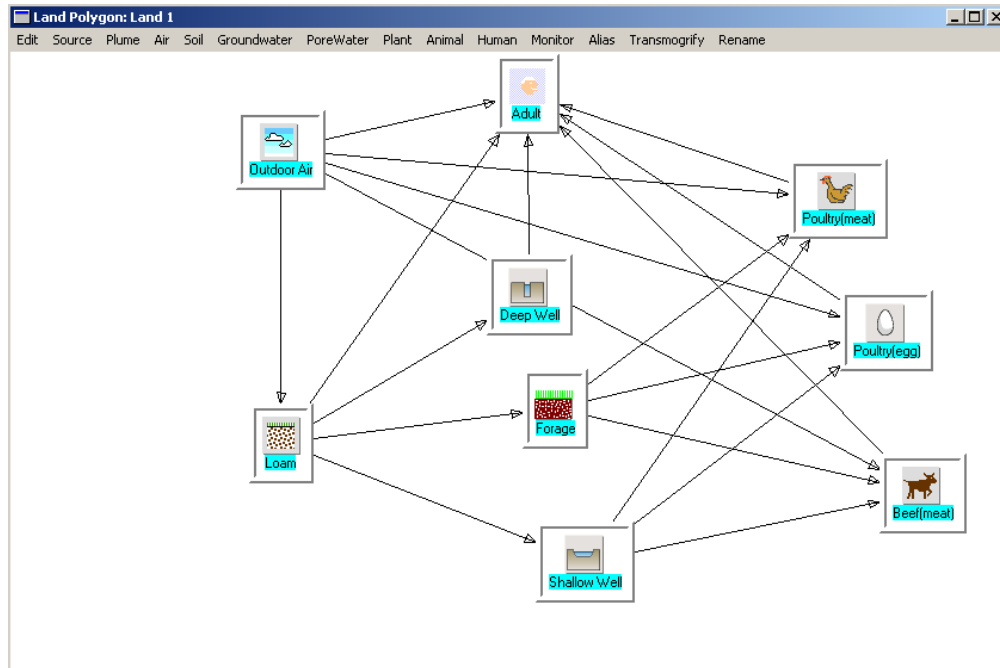 Land Polygon: Land 1
Edit Source Plume Air Soil Groundwater PoreWater Plant Animal Human Monitor Alias Transmogrify Rename
Adult
Outdoor Air
Poultry(meat)
Deep Well
Poultry(egg)
Forage
Loam
Beef(meat)
Shallow Well